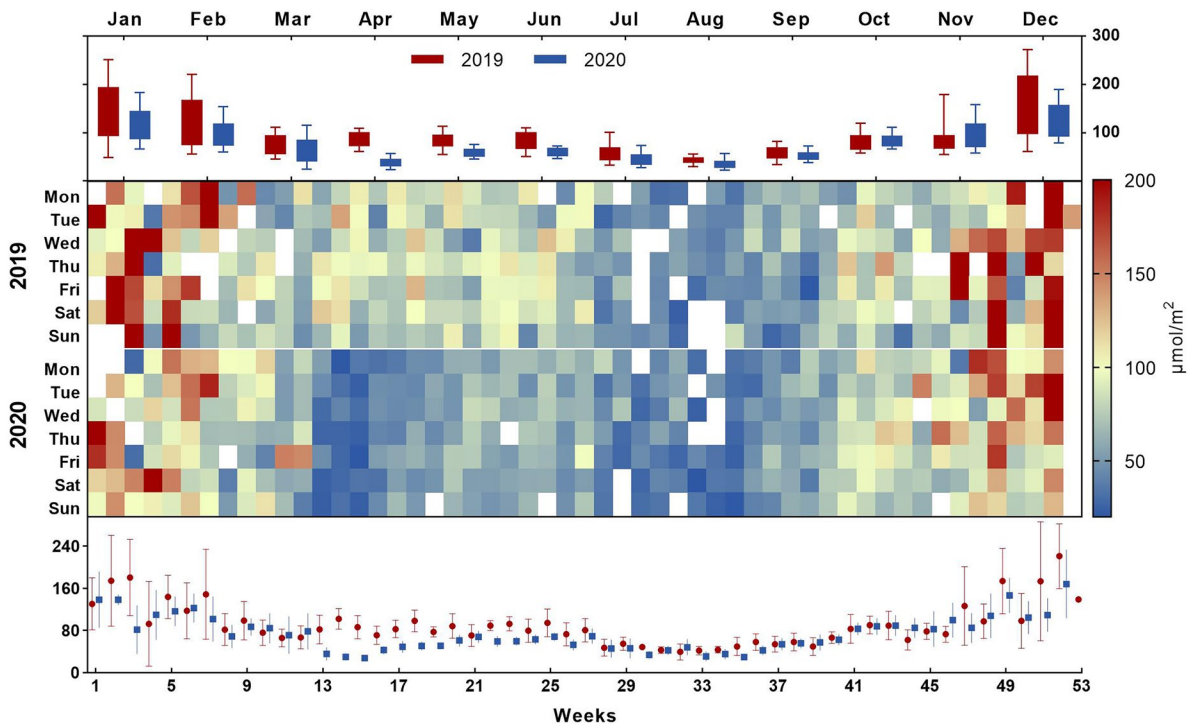 Jan Feb Mar Apr May Jun Jul Aug Sep Oct Nov Dec
2019 2020
300
200
100
2019
Mon
Tue
Wed
Thu
Fri
Sat
Sun
2020
Mon
Tue
Wed
Thu
Fri
Sat
Sun
200
150
100
50
μmol/m²
240
160
80
0
1 5 9 13 17 21 25 29 33 37 41 45 49 53
Weeks